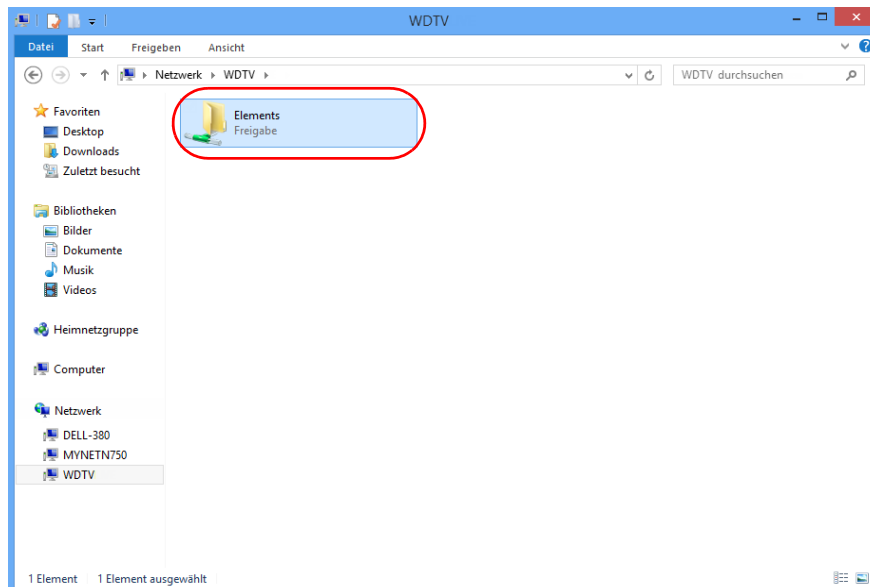 WDTV
Datei Start Freigeben Ansicht
Netzwerk WDTV
WDTV durchsuchen
Favoriten
Desktop
Downloads
Zuletzt besucht
Bibliotheken
Bilder
Dokumente
Musik
Videos
Heimnetzgruppe
Computer
Netzwerk
DELL-380
MYNETN750
WDTV
Elements
Freigabe
1 Element 1 Element ausgewählt